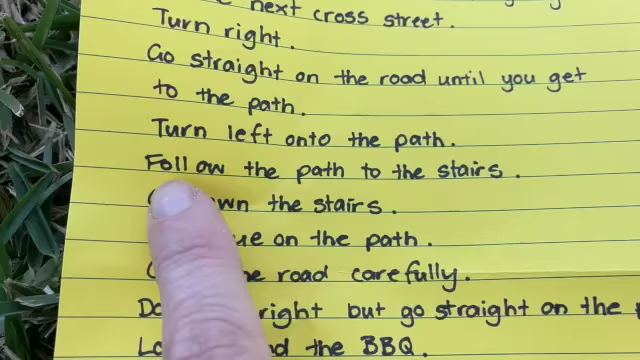 next cross street.
Turn right.
Go straight on the road until you get
to the path.
Turn left onto the path.
Follow the path to the stairs.
the stairs.
on the path.
road carefully.
right but go straight on the
the BBQ.